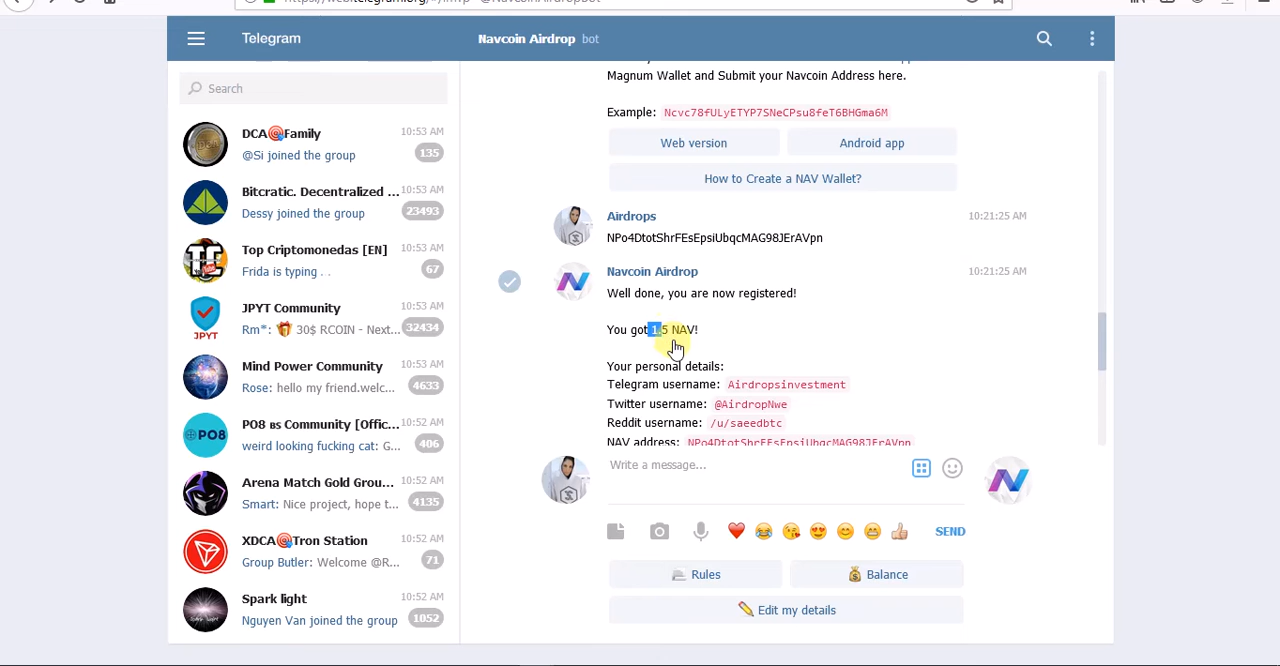 Telegram
Navcoin Airdrop bot
Search
DCA🎯Family 10:53 AM
@Si joined the group 135
Bitcratic. Decentralized ... 10:53 AM
Dessy joined the group 23493
Top Criptomonedas [EN] 10:53 AM
Frida is typing . . 67
JPYT Community 10:53 AM
Rm*: 🎁 30$ RCOIN - Next... 32434
JPYT
Mind Power Community 10:53 AM
Rose: hello my friend.welc... 4633
PO8 вs Community [Offic... 10:52 AM
weird looking fucking cat: G... 406
PO8
Arena Match Gold Grou... 10:52 AM
Smart: Nice project, hope t... 4135
XDCA🎯Tron Station 10:52 AM
Group Butler: Welcome @R... 71
Spark light 10:52 AM
Nguyen Van joined the group 1052
Magnum Wallet and Submit your Navcoin Address here.
Example: Ncvc78fULyETYP7SNeCPsu8feT6BHGma6M
Web version Android app
How to Create a NAV Wallet?
Airdrops 10:21:25 AM
NPo4DtotShrFEsEpsiUbqcMAG98JErAVpn
Navcoin Airdrop 10:21:25 AM
Well done, you are now registered!
You got 1.5 NAV!
Your personal details:
Telegram username: Airdropsinvestment
Twitter username: @AirdropNwe
Reddit username: /u/saeedbtc
NAV address: NPo4DtotShrFEsEpsiUbqcMAG98JErAVpn
Write a message...
❤️ 😂 😘 😍 😊 😁 👍 SEND
Rules 💰 Balance
✏️ Edit my details